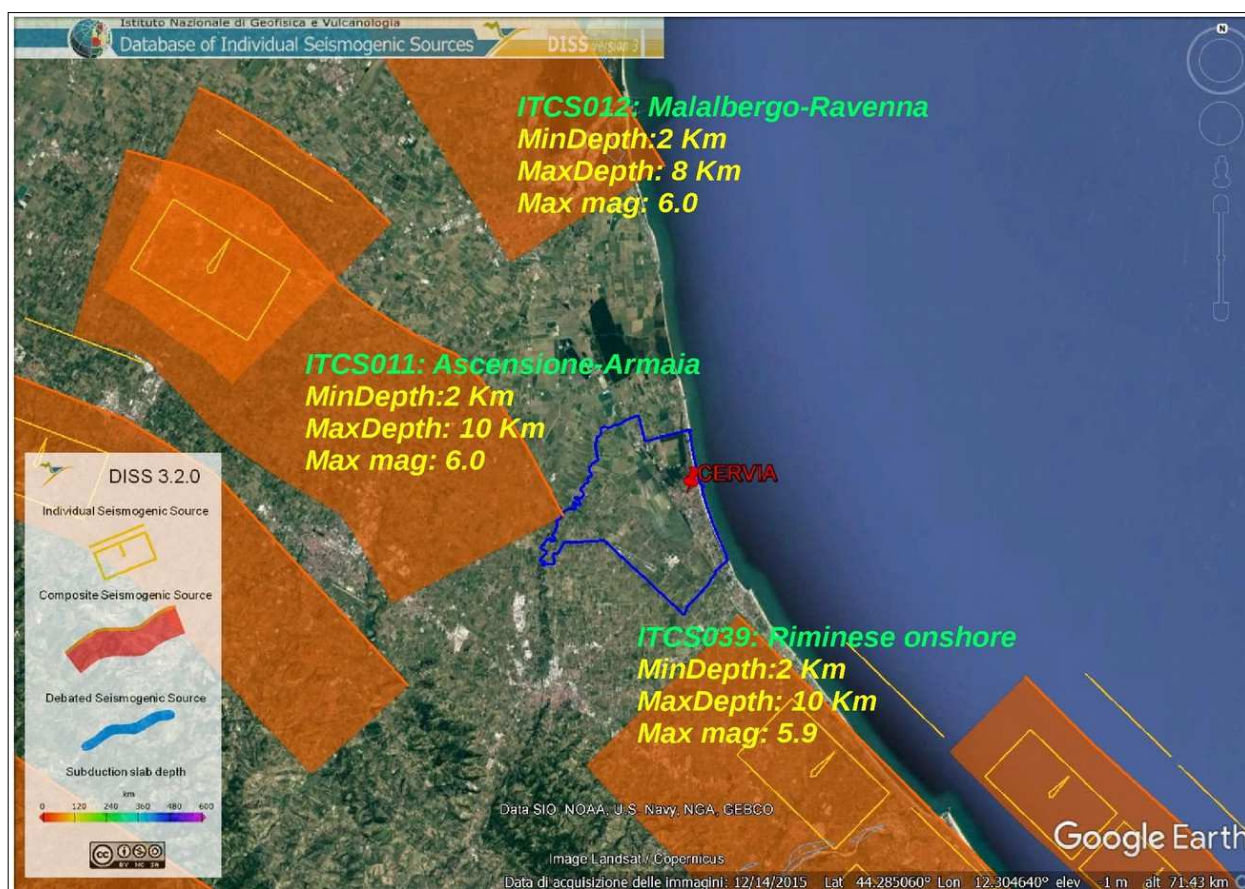 Istituto Nazionale di Geofisica e Vulcanologia
Database of Individual Seismogenic Sources
DISS version 3
N
ITCS012: Malalbergo-Ravenna
MinDepth:2 Km
MaxDepth: 8 Km
Max mag: 6.0
ITCS011: Ascensione-Armaia
MinDepth:2 Km
MaxDepth: 10 Km
Max mag: 6.0
CERVIA
ITCS039: Riminese onshore
MinDepth:2 Km
MaxDepth: 10 Km
Max mag: 5.9
DISS 3.2.0
Individual Seismogenic Source
Composite Seismogenic Source
Debated Seismogenic Source
Subduction slab depth
km
0 120 240 360 480 600
CC BY NC SA
Data SIO, NOAA, U.S. Navy, NGA, GEBCO
Image Landsat / Copernicus
Google Earth
Data di acquisizione delle immagini: 12/14/2015 Lat 44.285060° Lon 12.304640° elev -1 m alt 71.43 km